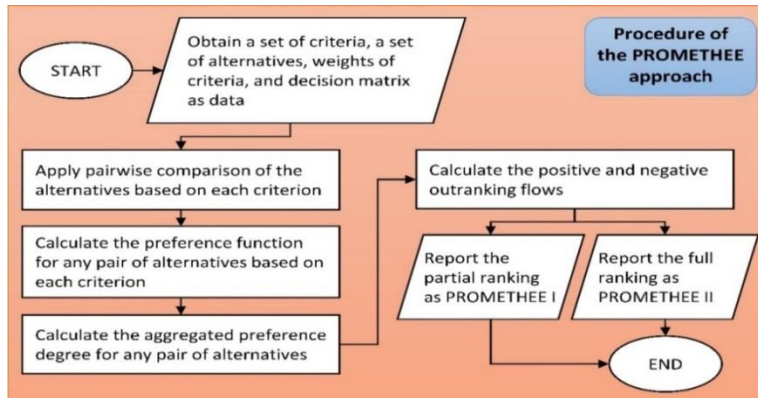 START
Obtain a set of criteria, a set
of alternatives, weights of
criteria, and decision matrix
as data
Procedure of
the PROMETHEE
approach
Apply pairwise comparison of the
alternatives based on each criterion
Calculate the preference function
for any pair of alternatives based on
each criterion
Calculate the aggregated preference
degree for any pair of alternatives
Calculate the positive and negative
outranking flows
Report the
partial ranking
as PROMETHEE I
Report the full
ranking as
PROMETHEE II
END